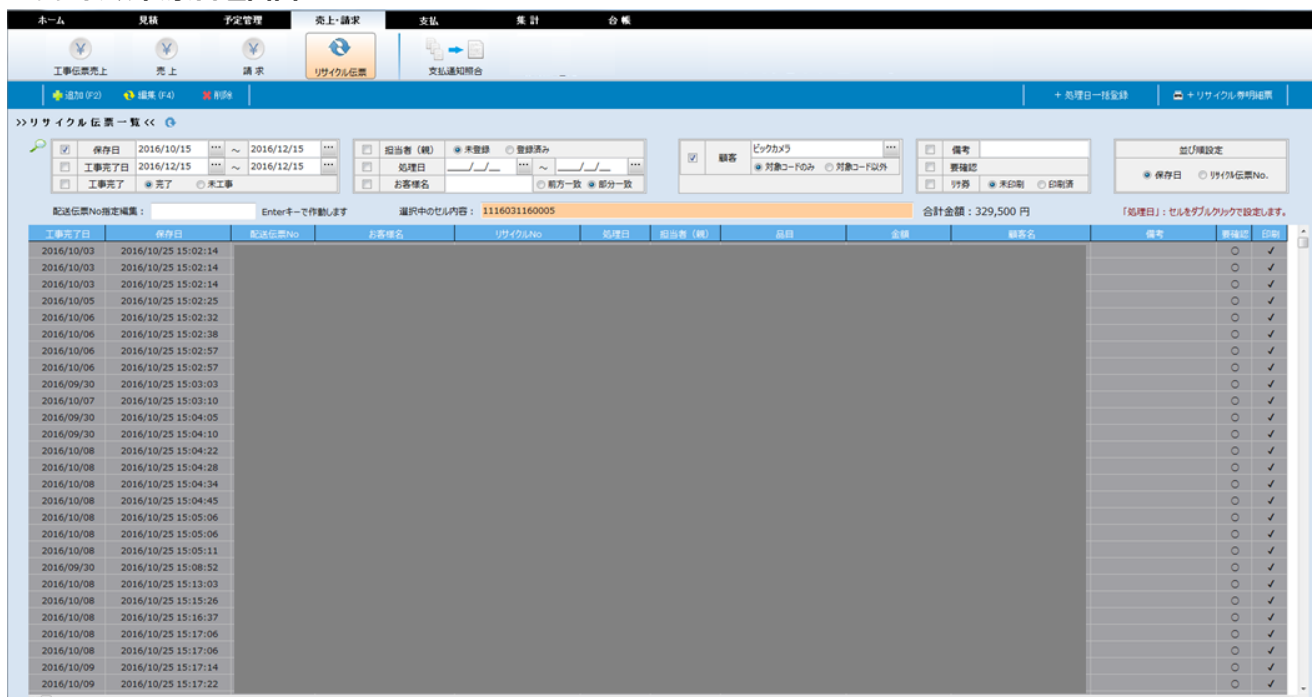 ホーム 見積 予定管理 売上・請求 支払 集計 台帳
工事伝票売上 売上 請求 リサイクル伝票 支払通知照合
追加(F2) 編集(F4) 削除 +処理日一括登録 +リサイクル券明細票
>>リサイクル伝票一覧<<
保存日 2016/10/15 ... ～ 2016/12/15 ... 担当者(親) 未登録 登録済み 顧客 ビックカメラ ... 備考 並び順設定
工事完了日 2016/12/15 ... ～ 2016/12/15 ... 処理日 __/_/__ ... ～ __/_/__ ... 対象コードのみ 対象コード以外 要確認 保存日 リサイクル伝票No.
工事完了 完了 未工事 お客様名 前方一致 部分一致 リサ券 未印刷 印刷済
配送伝票No指定編集: Enterキーで作動します 選択中のセル内容: 1116031160005 合計金額:329,500 円 「処理日」:セルをダブルクリックで設定します。
工事完了日 保存日 配送伝票No お客様名 リサイクルNo 処理日 担当者(親) 品目 金額 顧客名 備考 要確認 印刷
2016/10/03 2016/10/25 15:02:14 ○ ✓
2016/10/03 2016/10/25 15:02:14 ○ ✓
2016/10/03 2016/10/25 15:02:14 ○ ✓
2016/10/05 2016/10/25 15:02:25 ○ ✓
2016/10/06 2016/10/25 15:02:32 ○ ✓
2016/10/06 2016/10/25 15:02:38 ○ ✓
2016/10/06 2016/10/25 15:02:57 ○ ✓
2016/10/06 2016/10/25 15:02:57 ○ ✓
2016/09/30 2016/10/25 15:03:03 ○ ✓
2016/10/07 2016/10/25 15:03:10 ○ ✓
2016/09/30 2016/10/25 15:04:05 ○ ✓
2016/09/30 2016/10/25 15:04:10 ○ ✓
2016/10/08 2016/10/25 15:04:22 ○ ✓
2016/10/08 2016/10/25 15:04:28 ○ ✓
2016/10/08 2016/10/25 15:04:34 ○ ✓
2016/10/08 2016/10/25 15:04:45 ○ ✓
2016/10/08 2016/10/25 15:05:06 ○ ✓
2016/10/08 2016/10/25 15:05:06 ○ ✓
2016/10/08 2016/10/25 15:05:11 ○ ✓
2016/09/30 2016/10/25 15:08:52 ○ ✓
2016/10/08 2016/10/25 15:13:03 ○ ✓
2016/10/08 2016/10/25 15:15:26 ○ ✓
2016/10/08 2016/10/25 15:16:37 ○ ✓
2016/10/08 2016/10/25 15:17:06 ○ ✓
2016/10/08 2016/10/25 15:17:06 ○ ✓
2016/10/09 2016/10/25 15:17:14 ○ ✓
2016/10/09 2016/10/25 15:17:22 ○ ✓